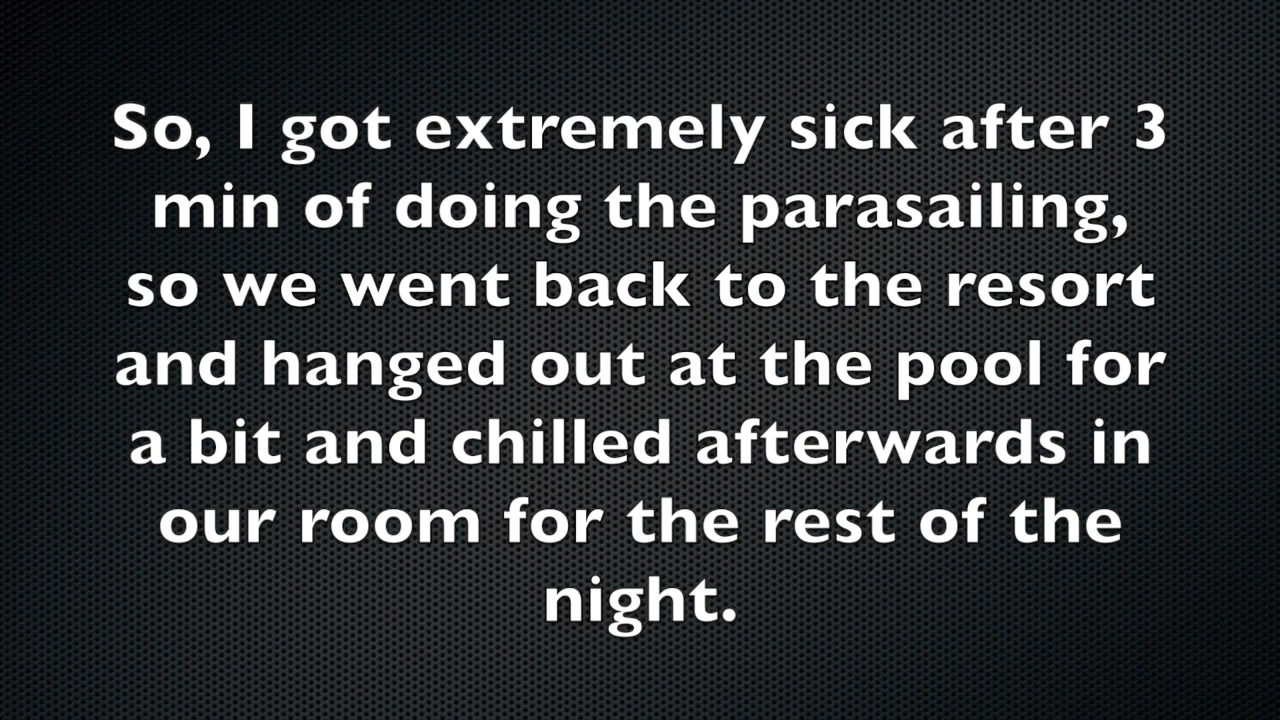 So, I got extremely sick after 3
min of doing the parasailing,
so we went back to the resort
and hanged out at the pool for
a bit and chilled afterwards in
our room for the rest of the
night.